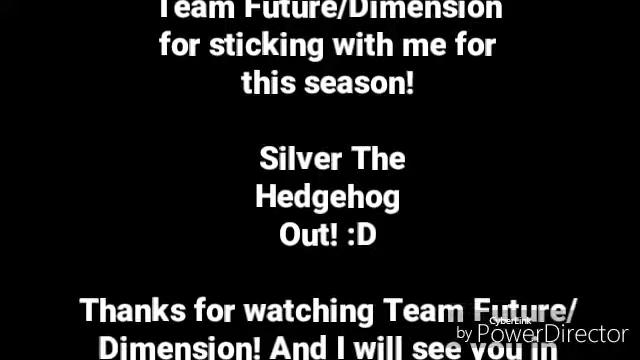 Team Future/Dimension
for sticking with me for
this season!
Silver The
Hedgehog
Out! :D
Thanks for watching Team Future/
Dimension! And I will see you in
CyberLink
by PowerDirector